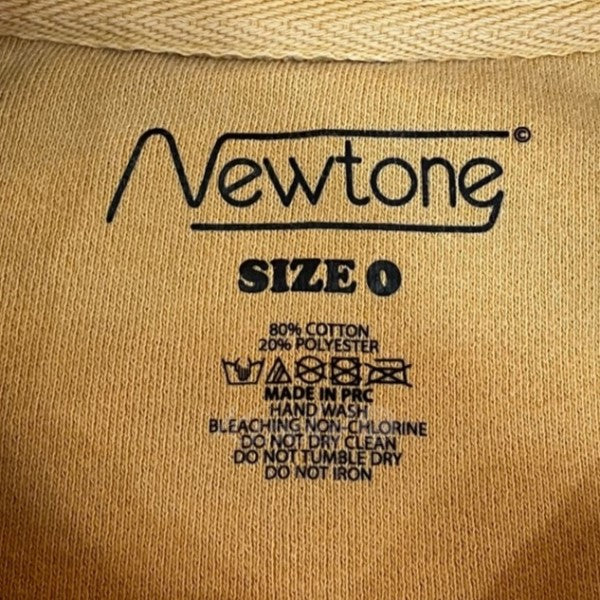 Newtone ©
SIZE 0
80% COTTON
20% POLYESTER
MADE IN PRC
HAND WASH
BLEACHING NON-CHLORINE
DO NOT DRY CLEAN
DO NOT TUMBLE DRY
DO NOT IRON